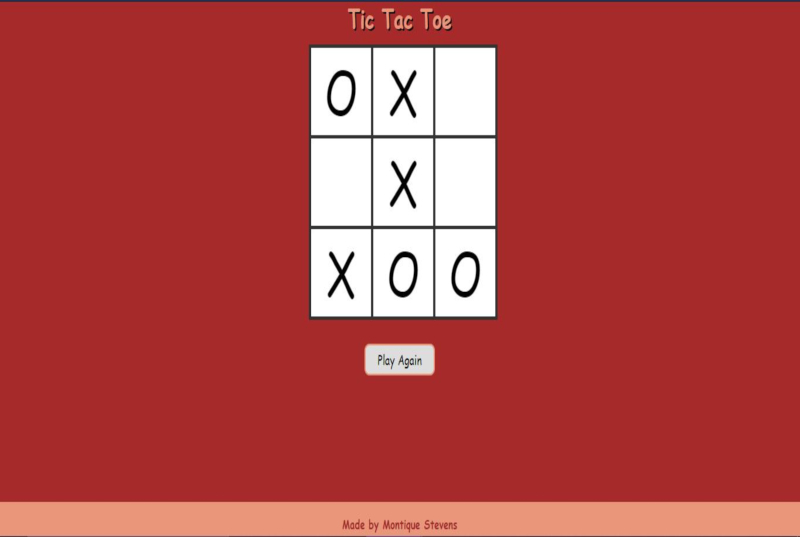 Tic Tac Toe
O X
X
X O O
Play Again
Made by Montique Stevens